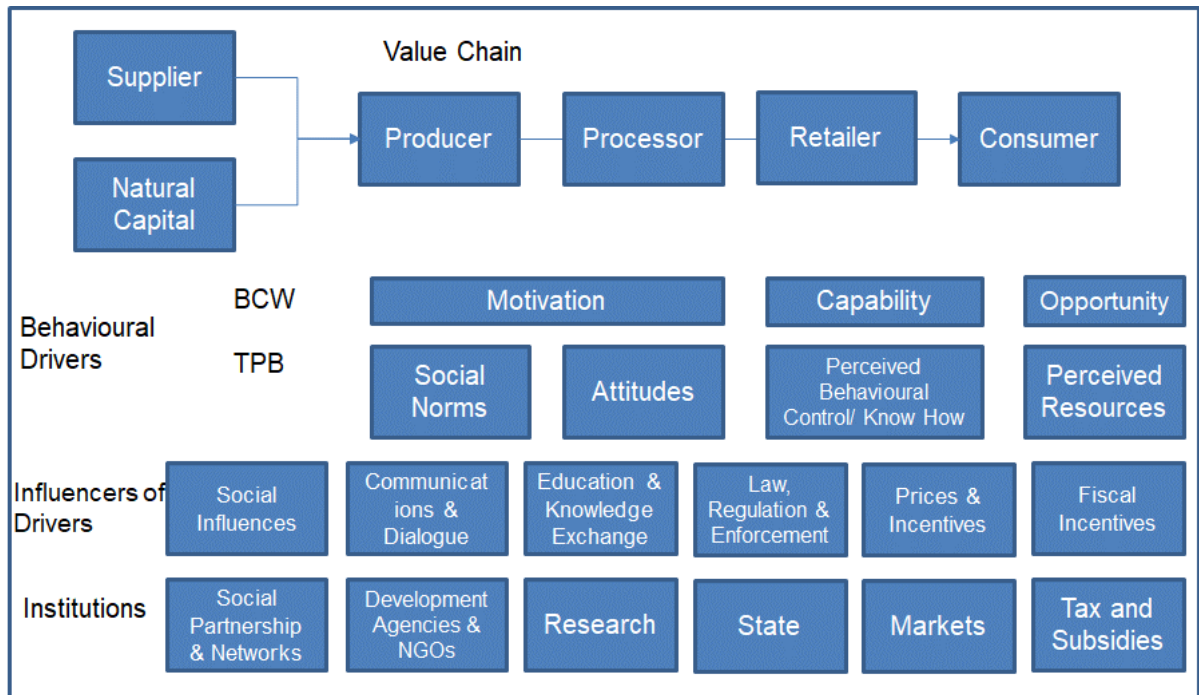 Value Chain
Supplier
Natural
Capital
Producer
Processor
Retailer
Consumer
Behavioural
Drivers
BCW
Motivation
Capability
Opportunity
TPB
Social
Norms
Attitudes
Perceived
Behavioural
Control/ Know How
Perceived
Resources
Influencers of
Drivers
Social
Influences
Communicat
ions &
Dialogue
Education &
Knowledge
Exchange
Law,
Regulation &
Enforcement
Prices &
Incentives
Fiscal
Incentives
Institutions
Social
Partnership
& Networks
Development
Agencies &
NGOs
Research
State
Markets
Tax and
Subsidies